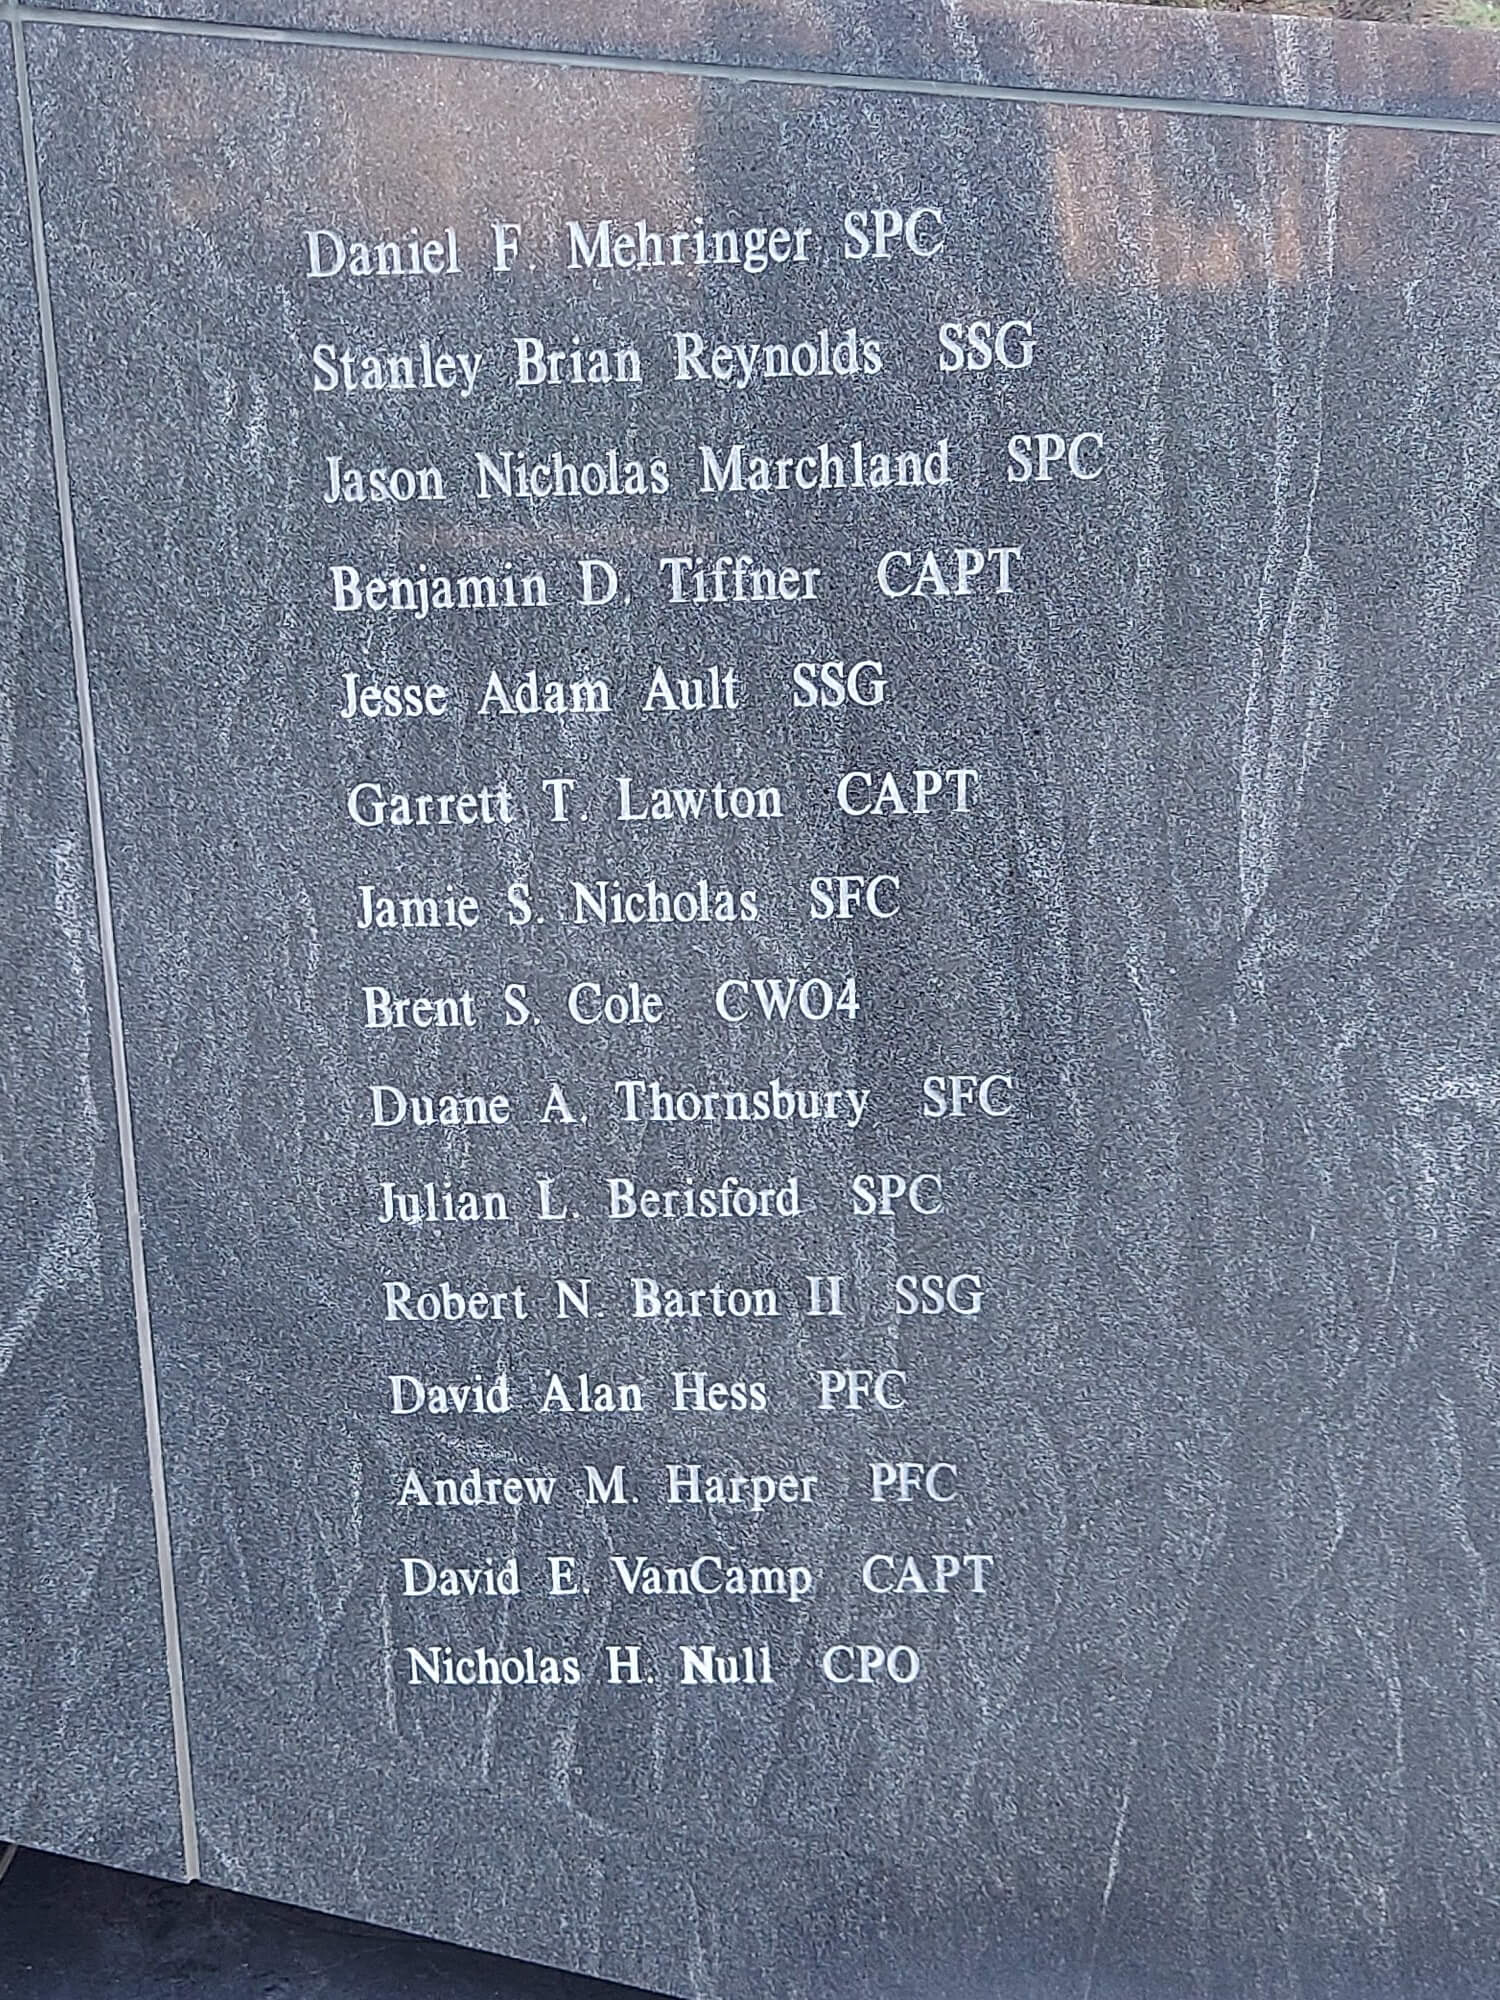 Daniel F. Mehringer SPC
Stanley Brian Reynolds SSG
Jason Nicholas Marchland SPC
Benjamin D. Tiffner CAPT
Jesse Adam Ault SSG
Garrett T. Lawton CAPT
Jamie S. Nicholas SFC
Brent S. Cole CWO4
Duane A. Thornsbury SFC
Julian L. Berisford SPC
Robert N. Barton II SSG
David Alan Hess PFC
Andrew M. Harper PFC
David E. VanCamp CAPT
Nicholas H. Null CPO